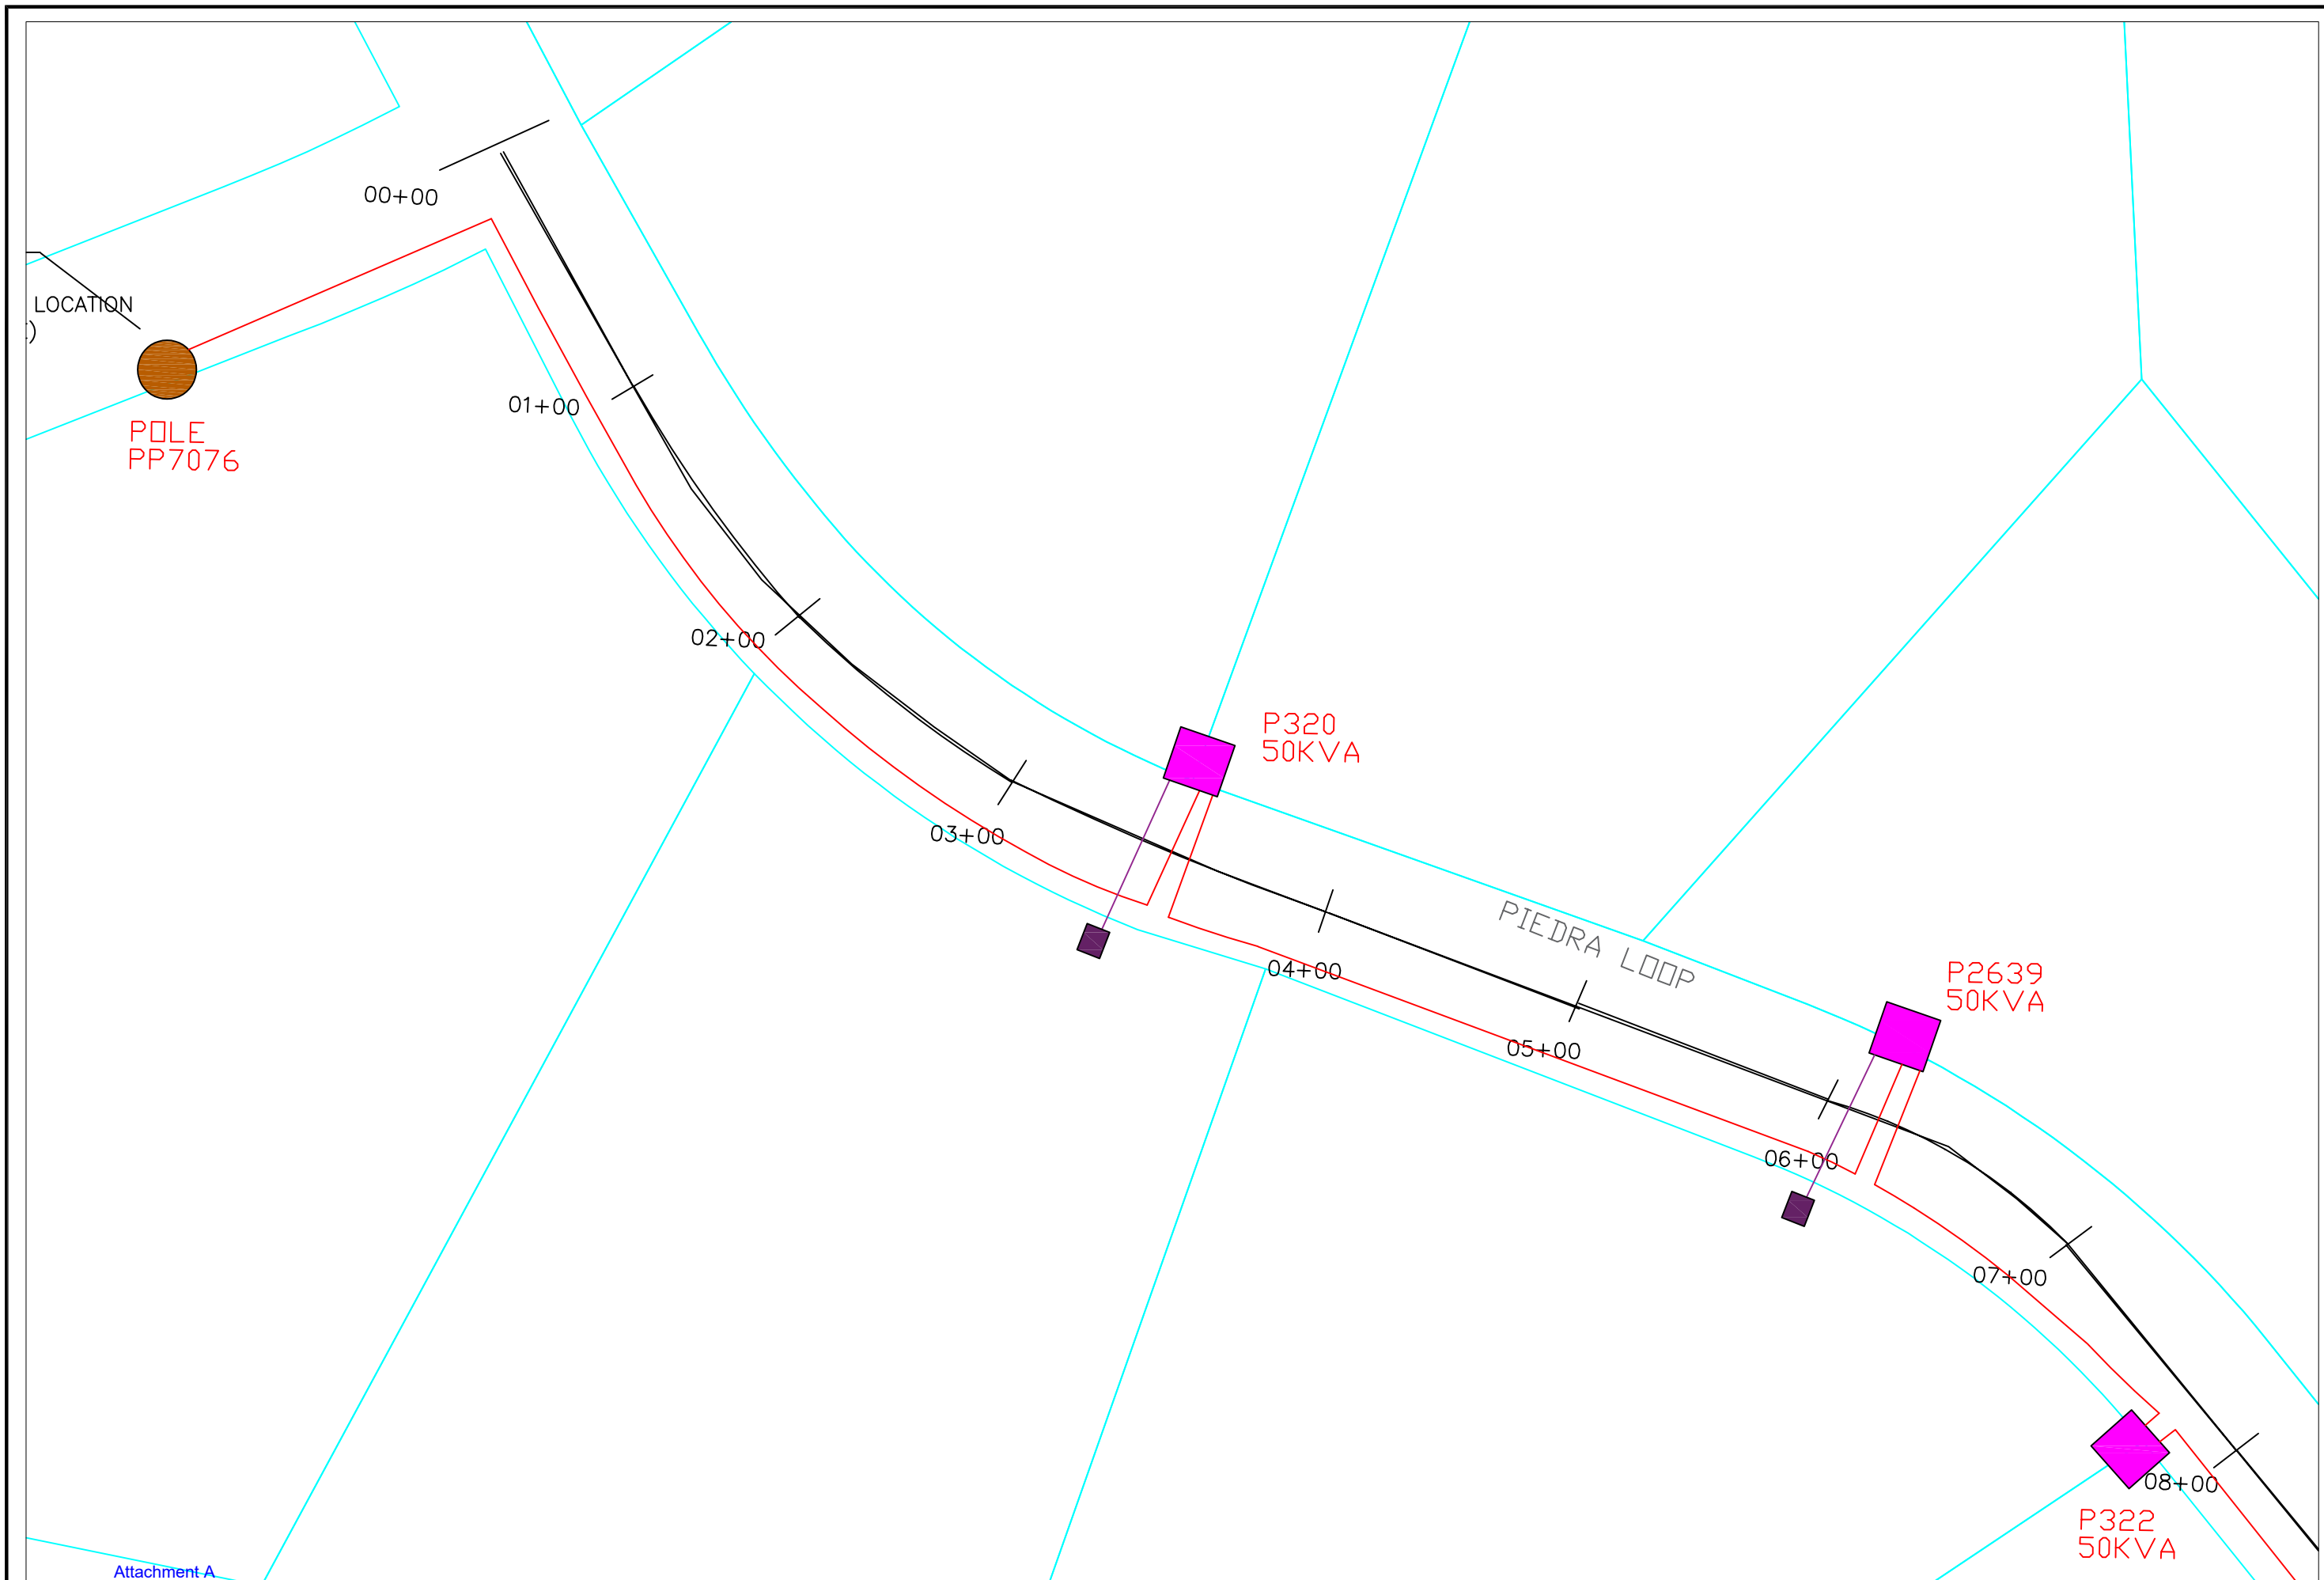 00+00
LOCATION
)
01+00
POLE
PP7076
02+00
P320
50KVA
03+00
PIEDRA LOOP
04+00
P2639
50KVA
05+00
06+00
07+00
08+00
P322
50KVA
Attachment A